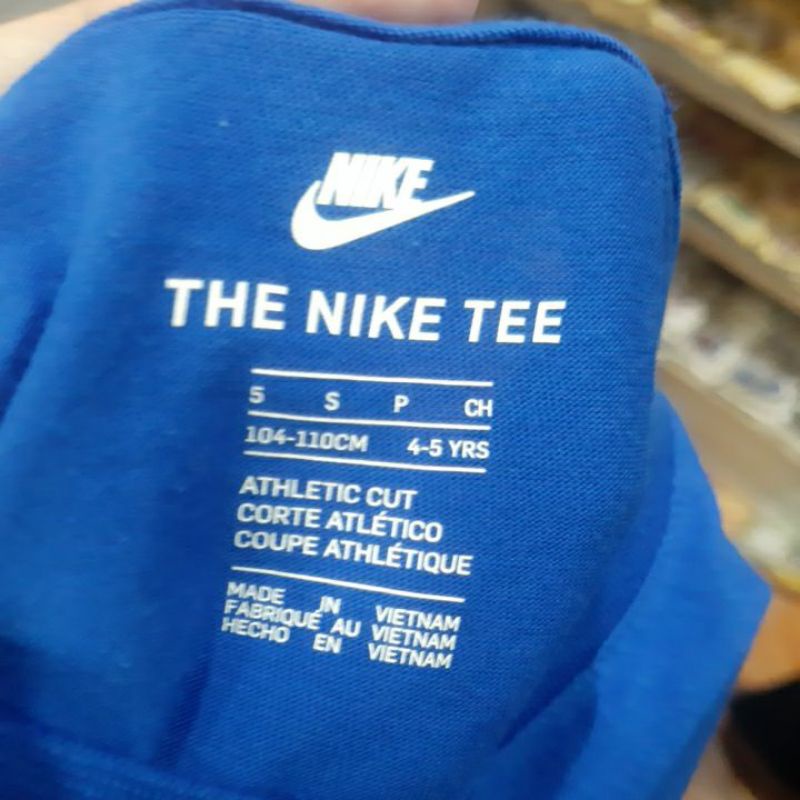 NIKE
THE NIKE TEE
S S P CH
104-110CM 4-5 YRS
ATHLETIC CUT
CORTE ATLÉTICO
COUPE ATHLÉTIQUE
MADE IN VIETNAM
FABRIQUÉ AU VIETNAM
HECHO EN VIETNAM